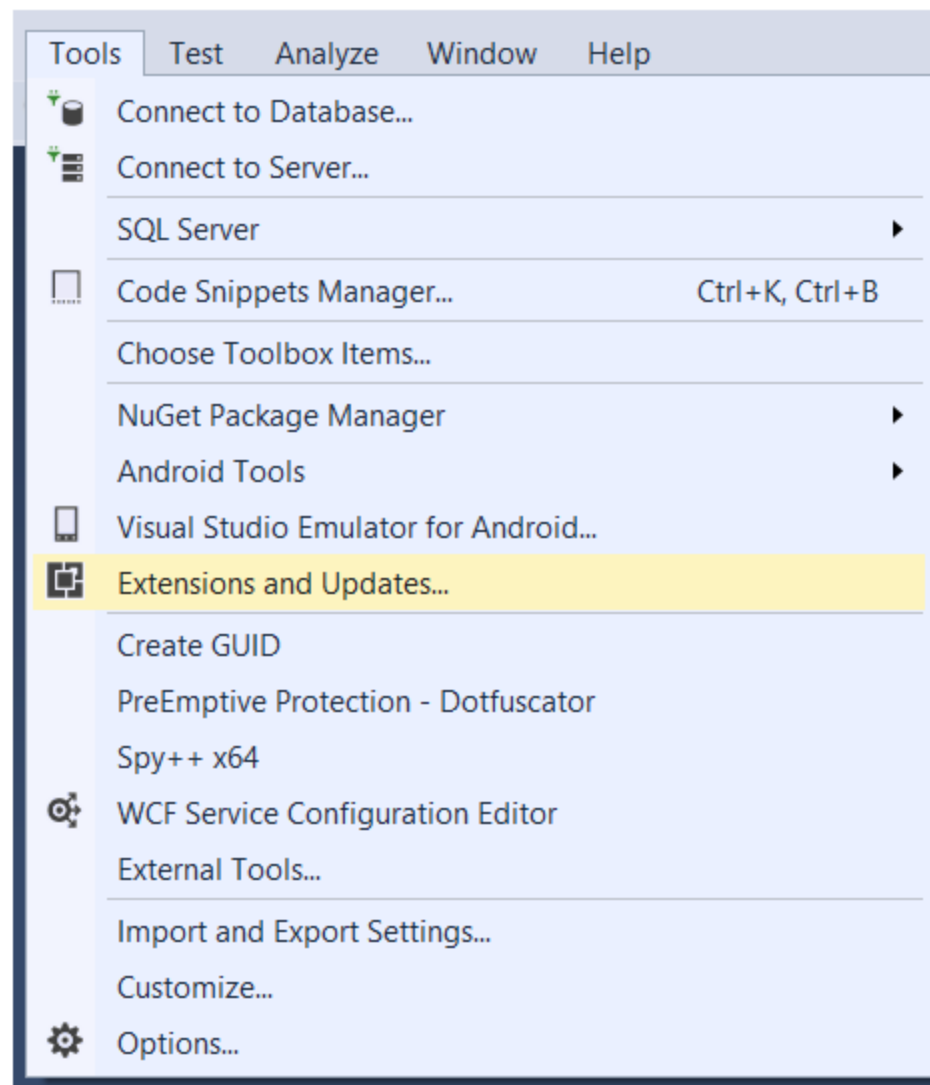 Tools Test Analyze Window Help
Connect to Database...
Connect to Server...
SQL Server
Code Snippets Manager... Ctrl+K, Ctrl+B
Choose Toolbox Items...
NuGet Package Manager
Android Tools
Visual Studio Emulator for Android...
Extensions and Updates...
Create GUID
PreEmptive Protection - Dotfuscator
Spy++ x64
WCF Service Configuration Editor
External Tools...
Import and Export Settings...
Customize...
Options...